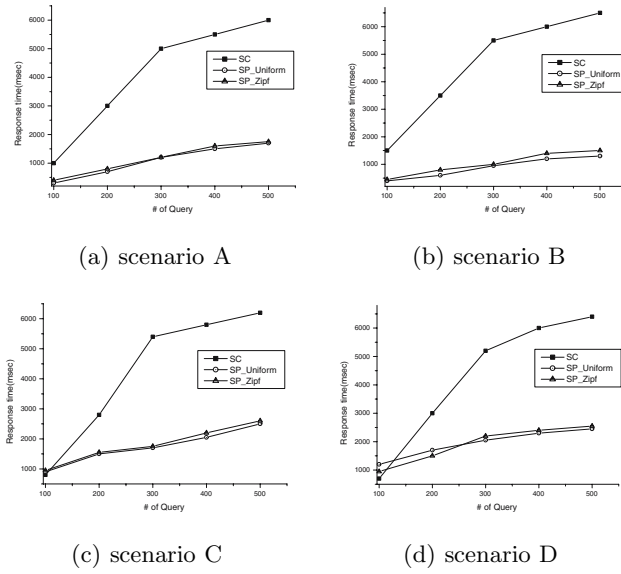 6000
5000
4000
3000
2000
1000
100
200
300
400
500
Response time(msec)
# of Query
SC
SP_Uniform
SP_Zipf
(a) scenario A
6000
5000
4000
3000
2000
1000
100
200
300
400
500
Response time(msec)
# of Query
SC
SP_Uniform
SP_Zipf
(b) scenario B
6000
5000
4000
3000
2000
1000
100
200
300
400
500
Response time(msec)
# of Query
SC
SP_Uniform
SP_Zipf
(c) scenario C
6000
5000
4000
3000
2000
1000
100
200
300
400
500
Response time(msec)
# of Query
SC
SP_Uniform
SP_Zipf
(d) scenario D